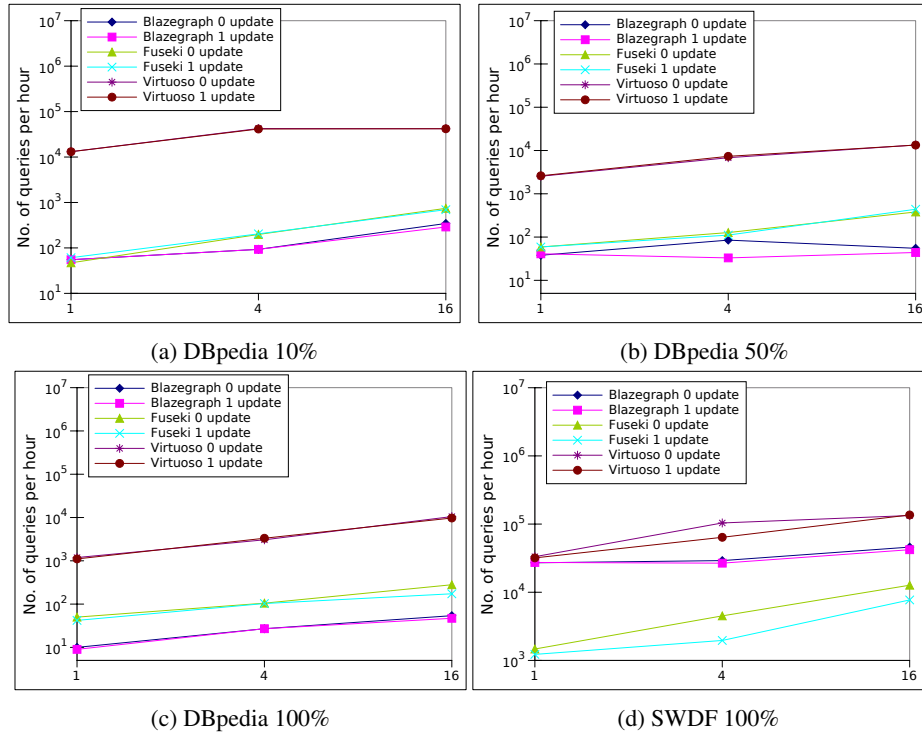 No. of queries per hour
10^7
10^6
10^5
10^4
10^3
10^2
10^1
Blazegraph 0 update
Blazegraph 1 update
Fuseki 0 update
Fuseki 1 update
Virtuoso 0 update
Virtuoso 1 update
1
4
16
(a) DBpedia 10%
No. of queries per hour
10^7
10^6
10^5
10^4
10^3
10^2
10^1
Blazegraph 0 update
Blazegraph 1 update
Fuseki 0 update
Fuseki 1 update
Virtuoso 0 update
Virtuoso 1 update
1
4
16
(b) DBpedia 50%
No. of queries per hour
10^7
10^6
10^5
10^4
10^3
10^2
10^1
Blazegraph 0 update
Blazegraph 1 update
Fuseki 0 update
Fuseki 1 update
Virtuoso 0 update
Virtuoso 1 update
1
4
16
(c) DBpedia 100%
No. of queries per hour
10^7
10^6
10^5
10^4
10^3
Blazegraph 0 update
Blazegraph 1 update
Fuseki 0 update
Fuseki 1 update
Virtuoso 0 update
Virtuoso 1 update
1
4
16
(d) SWDF 100%